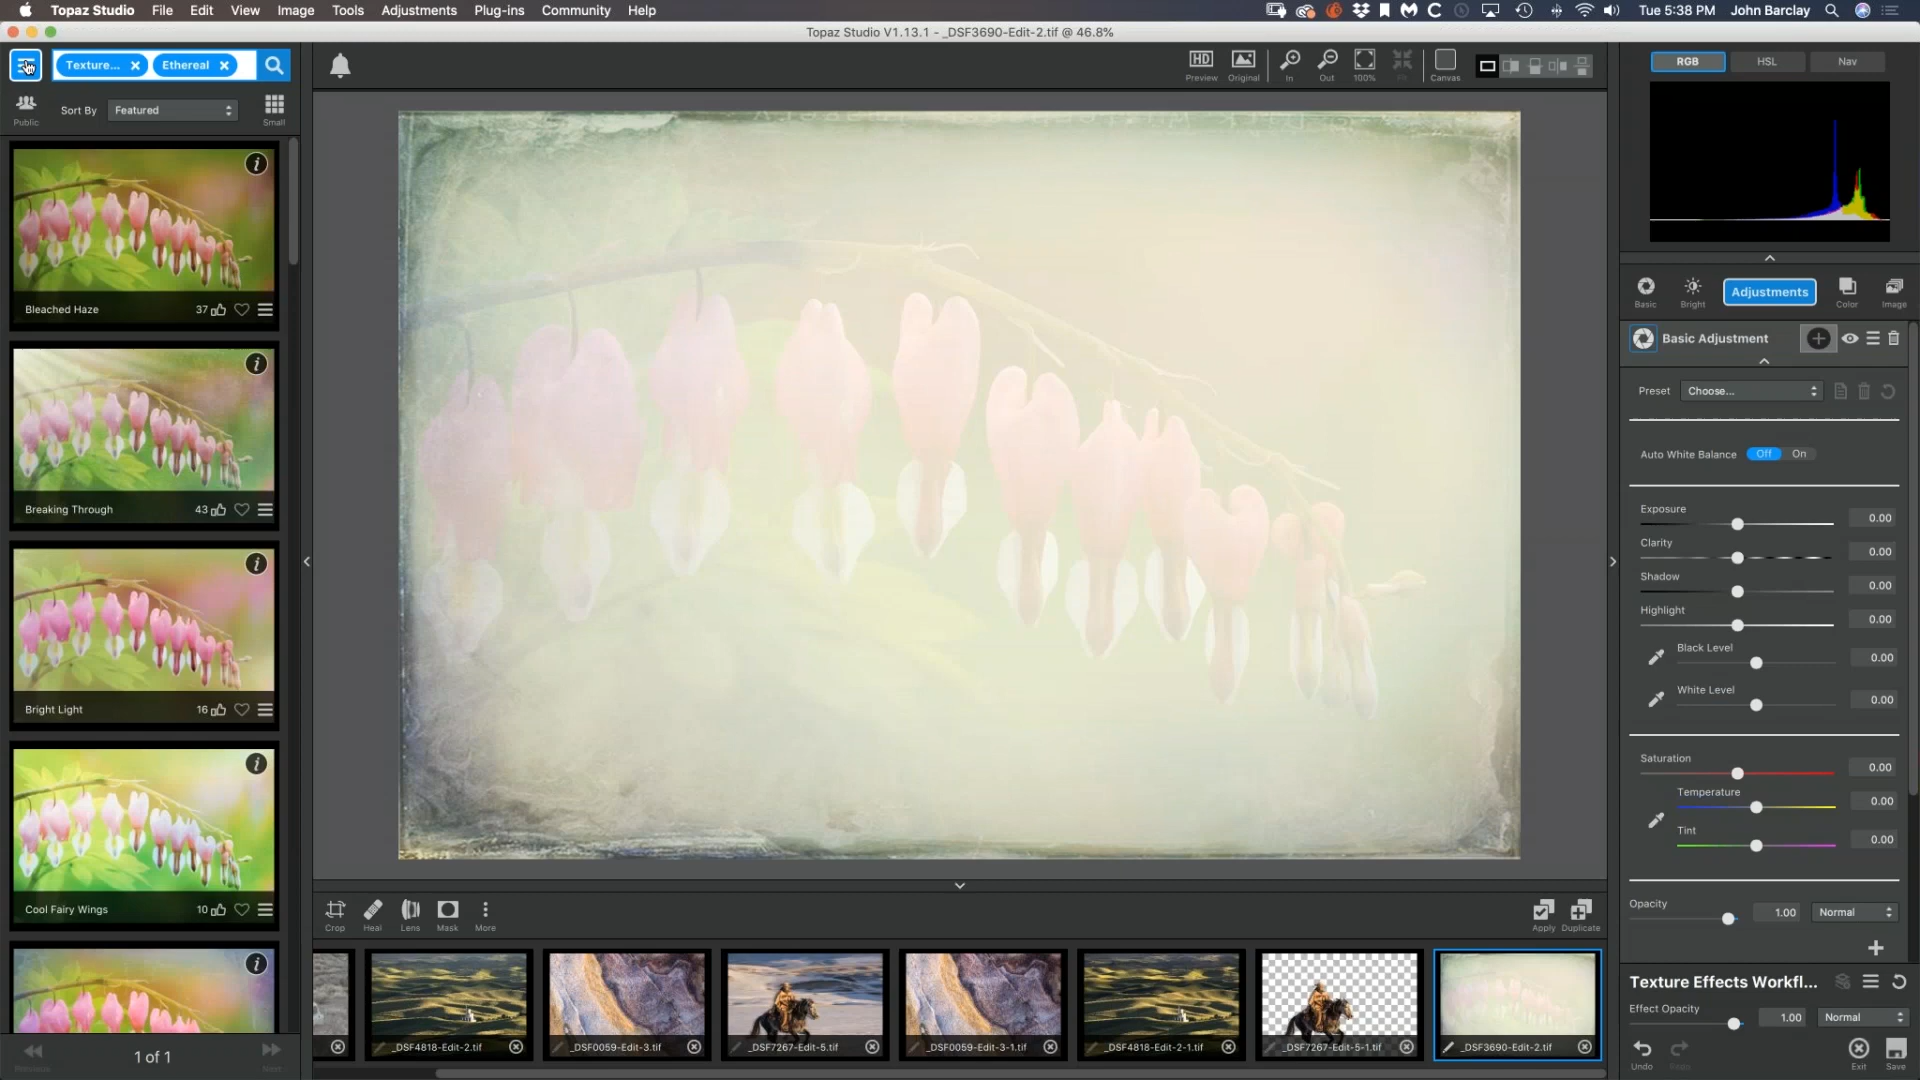 Topaz Studio File Edit View Image Tools Adjustments Plug-ins Community Help
Tue 5:38 PM John Barclay
Topaz Studio V1.13.1 - _DSF3690-Edit-2.tif @ 46.8%
Texture... Ethereal
Public
Sort By Featured
Small
HD
Preview Original In Out 100% Canvas
RGB HSL Nav
Bleached Haze 37
Breaking Through 43
Bright Light 16
Cool Fairy Wings 10
1 of 1
Basic Bright Adjustments Color Image
Basic Adjustment
Preset Choose...
Auto White Balance Off On
Exposure 0.00
Clarity 0.00
Shadow 0.00
Highlight 0.00
Black Level 0.00
White Level 0.00
Saturation 0.00
Temperature 0.00
Tint 0.00
Opacity 1.00 Normal
Texture Effects Workfl...
Effect Opacity 1.00 Normal
Undo Exit Save
Crop Heal Lens Mask More
Apply Duplicate
_DSF4818-Edit-2.tif
_DSF0059-Edit-3.tif
_DSF7267-Edit-5.tif
_DSF0059-Edit-3-1.tif
_DSF4818-Edit-2-1.tif
_DSF7267-Edit-5-1.tif
_DSF3690-Edit-2.tif